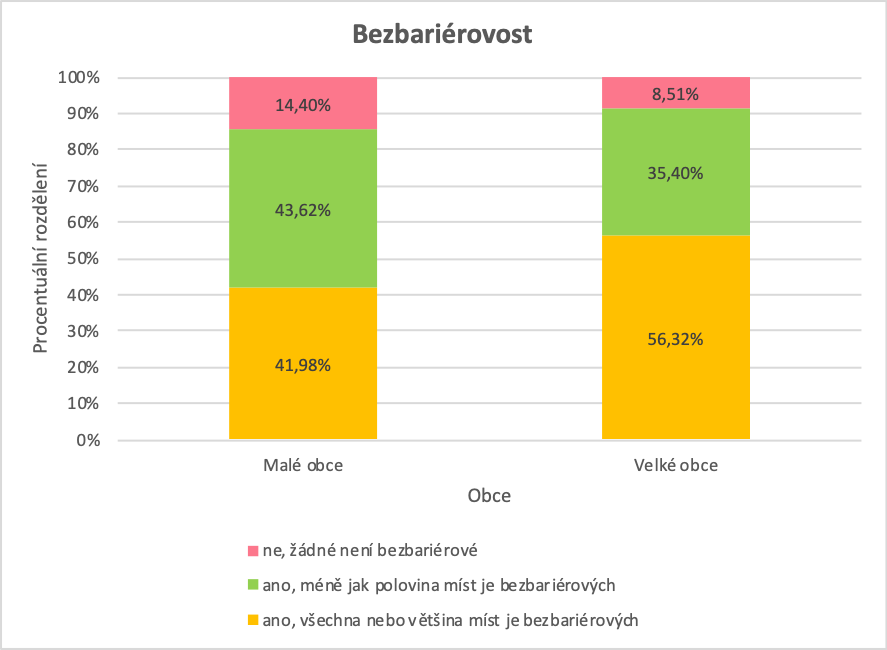 Bezbariérovost
100%
90%
80%
70%
60%
50%
40%
30%
20%
10%
0%
Procentuální rozdělení
14,40%
43,62%
41,98%
8,51%
35,40%
56,32%
Malé obce
Velké obce
Obce
ne, žádné není bezbariérové
ano, méně jak polovina míst je bezbariérových
ano, všechna nebo většina míst je bezbariérových